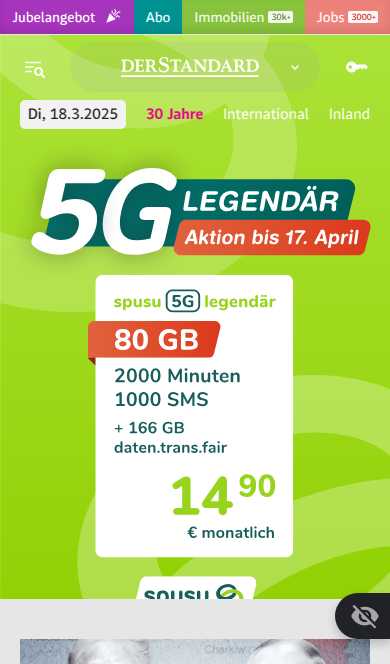 Jubelangebot Abo Immobilien 30k+ Jobs 3000+
DERSTANDARD
Di, 18.3.2025 30 Jahre International Inland
5G LEGENDÄR
Aktion bis 17. April
spusu 5G legendär
80 GB
2000 Minuten
1000 SMS
+ 166 GB
daten.trans.fair
14 90
€ monatlich
spusu